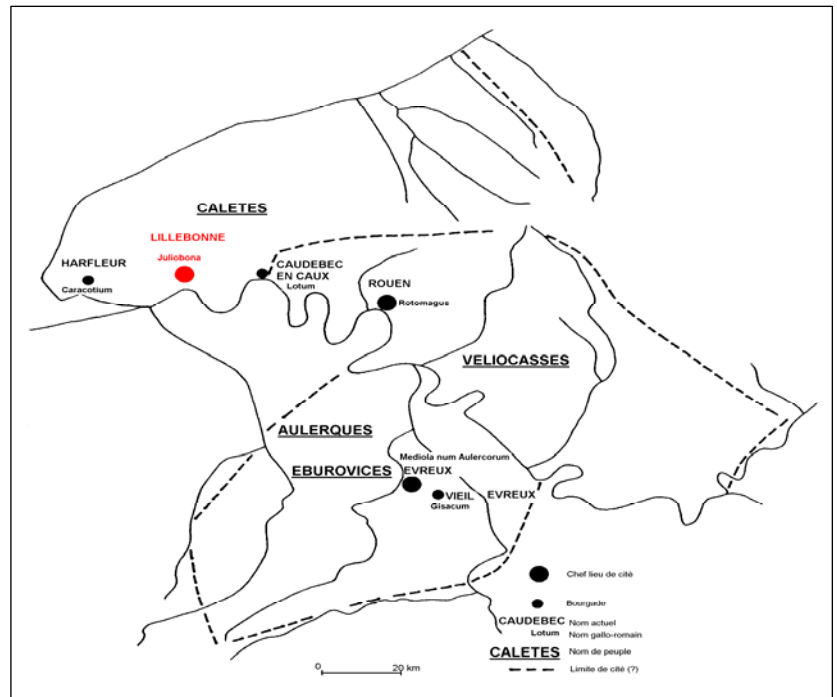 CALETES
LILLEBONNE
Juliobona
HARFLEUR
Caracotium
CAUDEBEC
EN CAUX
Lotum
ROUEN
Rotomagus
VELIOCASSES
AULERQUES
EBUROVICES
Mediola num Aulercorum
EVREUX
VIEIL EVREUX
Gisacum
Chef lieu de cité
Bourgade
CAUDEBEC Nom actuel
Lotum Nom gallo-romain
CALETES Nom de peuple
Limite de cité (?)
0 20 km